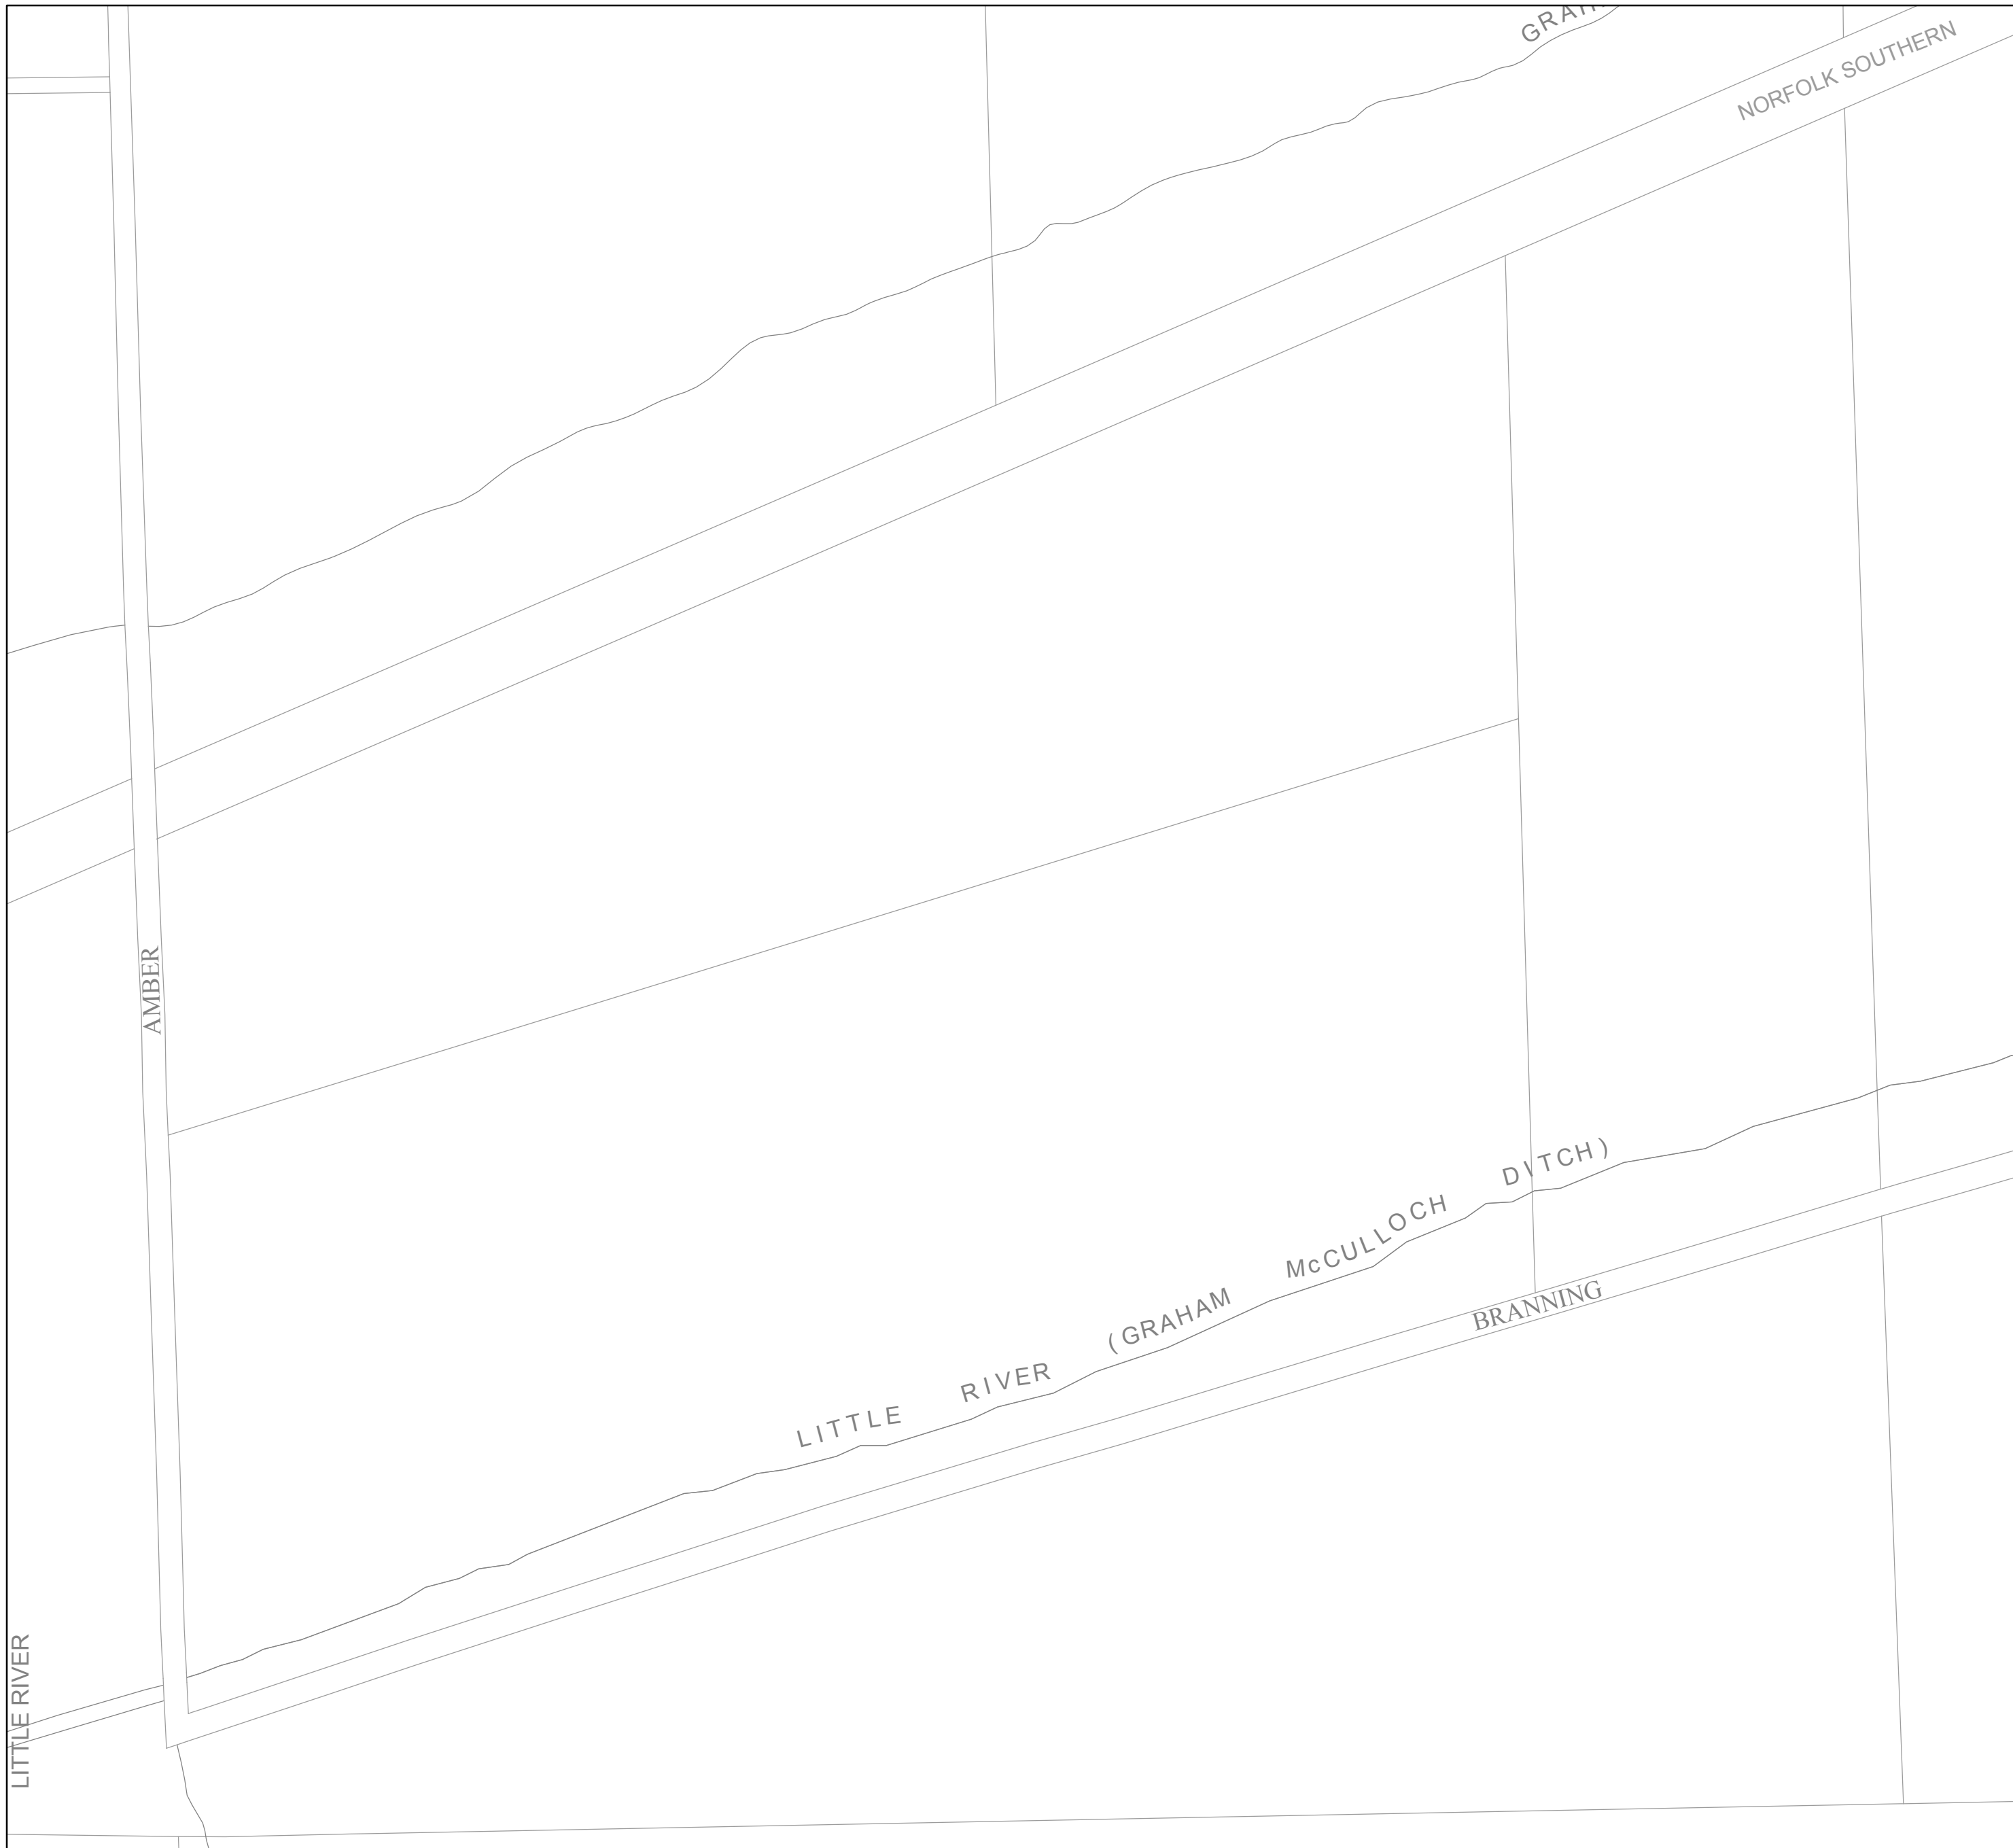 NORFOLK SOUTHERN
AMBER
LITTLE RIVER (GRAHAM McCULLOCH DITCH)
BRANNING
LITTLE RIVER